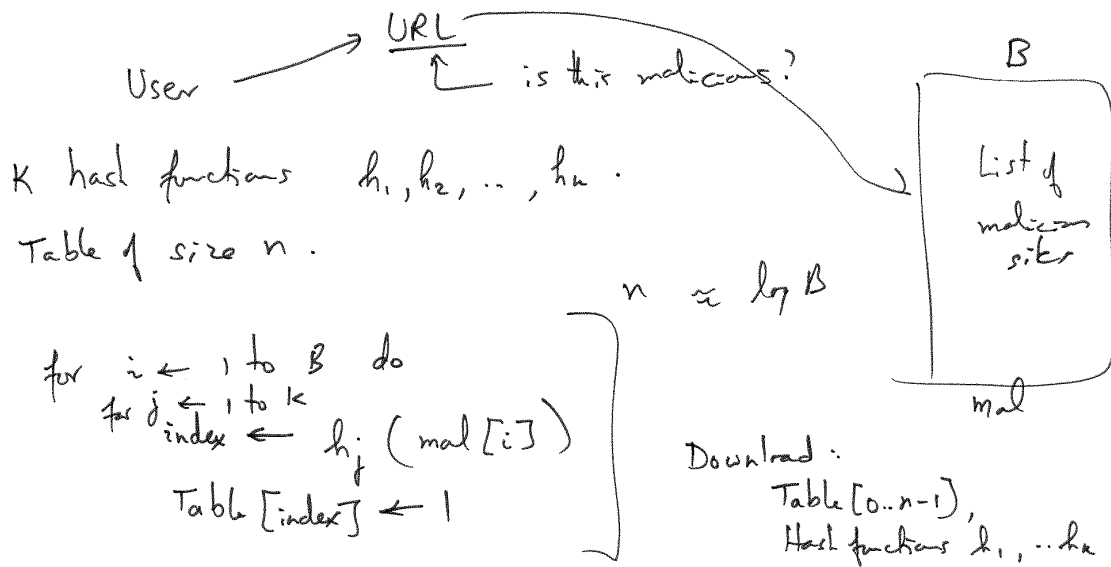 URL
User
is this malicious?
B
K hash functions h₁, h₂, .., hₖ.
List of
malicious
sites
Table of size n.
n ≈ log B
for i ← 1 to B do
for j ← 1 to k
index ← hⱼ (mal[i])
Table [index] ← 1
mal
Download:
Table [0..n-1),
Hash functions h₁, .. hₖ